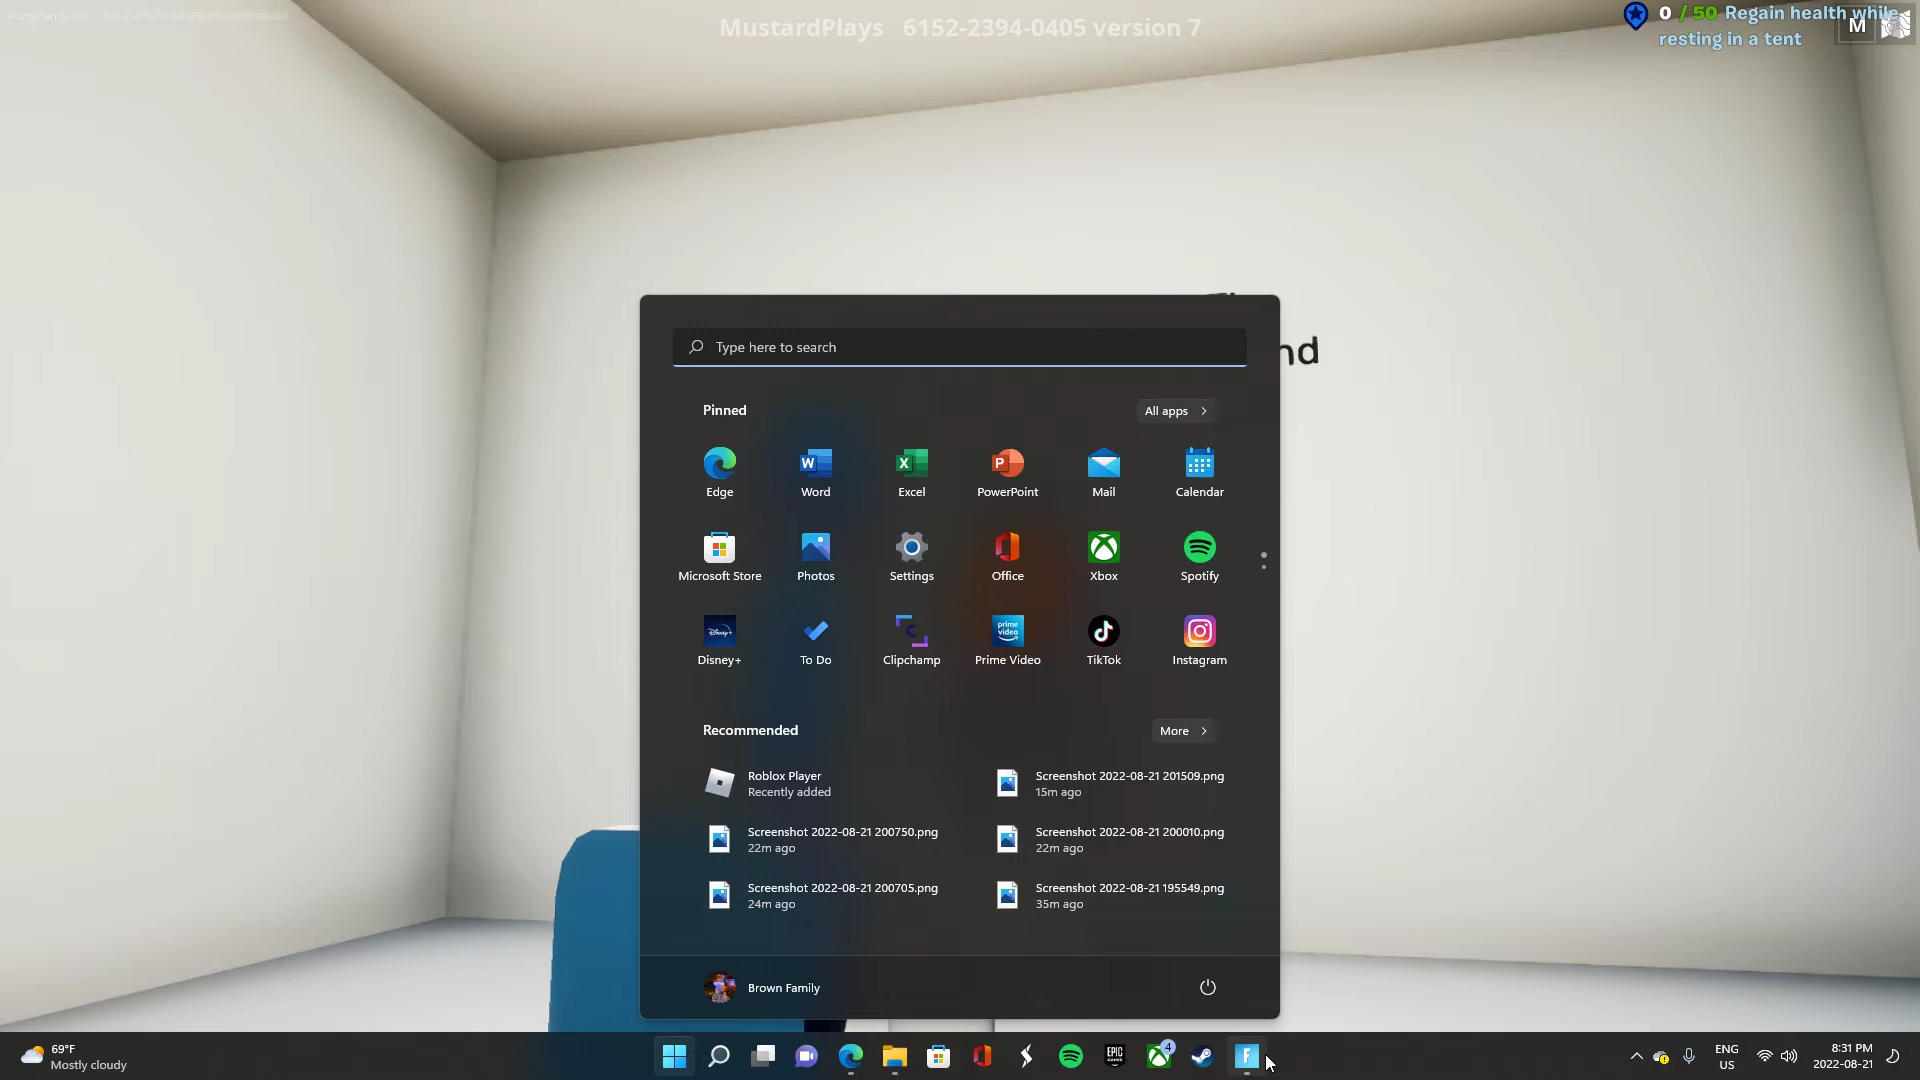 MustardPlays 6152-2394-0405 version 7
0 / 50 Regain health while
resting in a tent
M
nd
Type here to search
Pinned
All apps
Edge
Word
Excel
PowerPoint
Mail
Calendar
Microsoft Store
Photos
Settings
Office
Xbox
Spotify
Disney+
prime
video
To Do
Clipchamp
Prime Video
TikTok
Instagram
Recommended
More
Roblox Player
Recently added
Screenshot 2022-08-21 201509.png
15m ago
Screenshot 2022-08-21 200750.png
22m ago
Screenshot 2022-08-21 200010.png
22m ago
Screenshot 2022-08-21 200705.png
24m ago
Screenshot 2022-08-21 195549.png
35m ago
Brown Family
69°F
Mostly cloudy
EPIC
GAMES
4
F
ENG
US
8:31 PM
2022-08-21